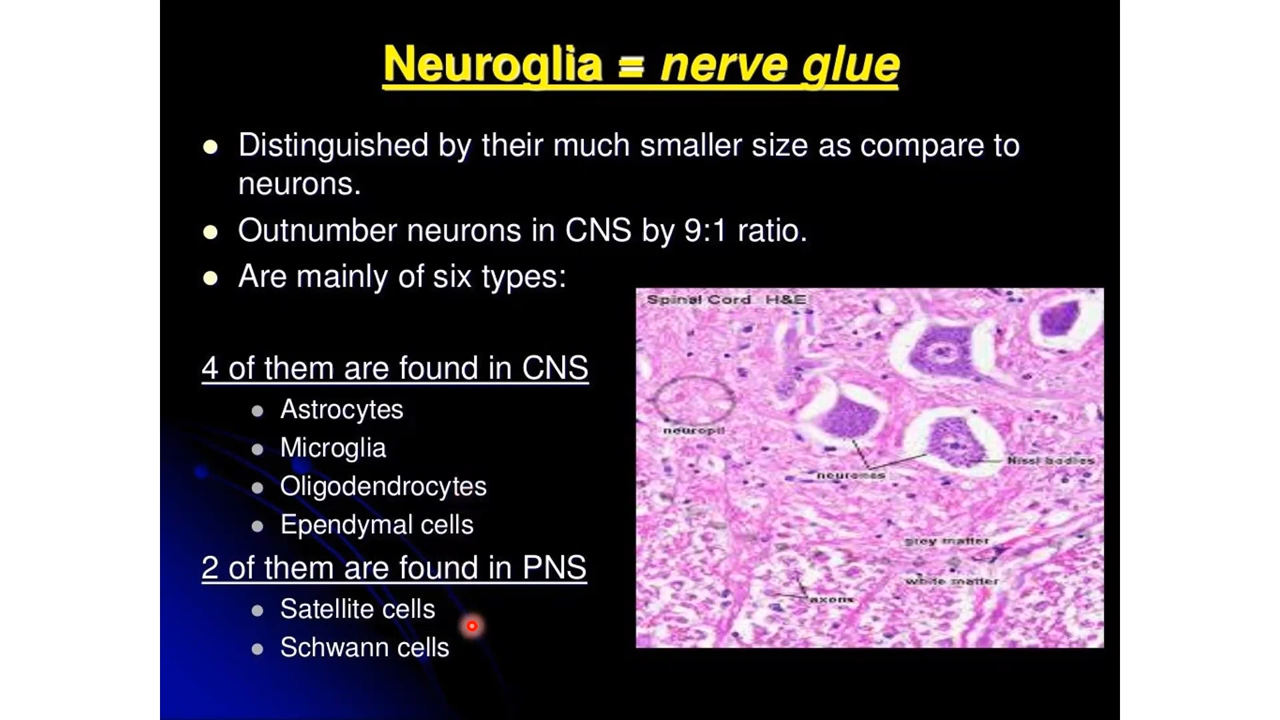 Neuroglia = nerve glue
Distinguished by their much smaller size as compare to
neurons.
Outnumber neurons in CNS by 9:1 ratio.
Are mainly of six types:
4 of them are found in CNS
Astrocytes
Microglia
Oligodendrocytes
Ependymal cells
2 of them are found in PNS
Satellite cells
Schwann cells
Spinal Cord H&E
neuropil
neurones
Nissl bodies
grey matter
white matter
axons